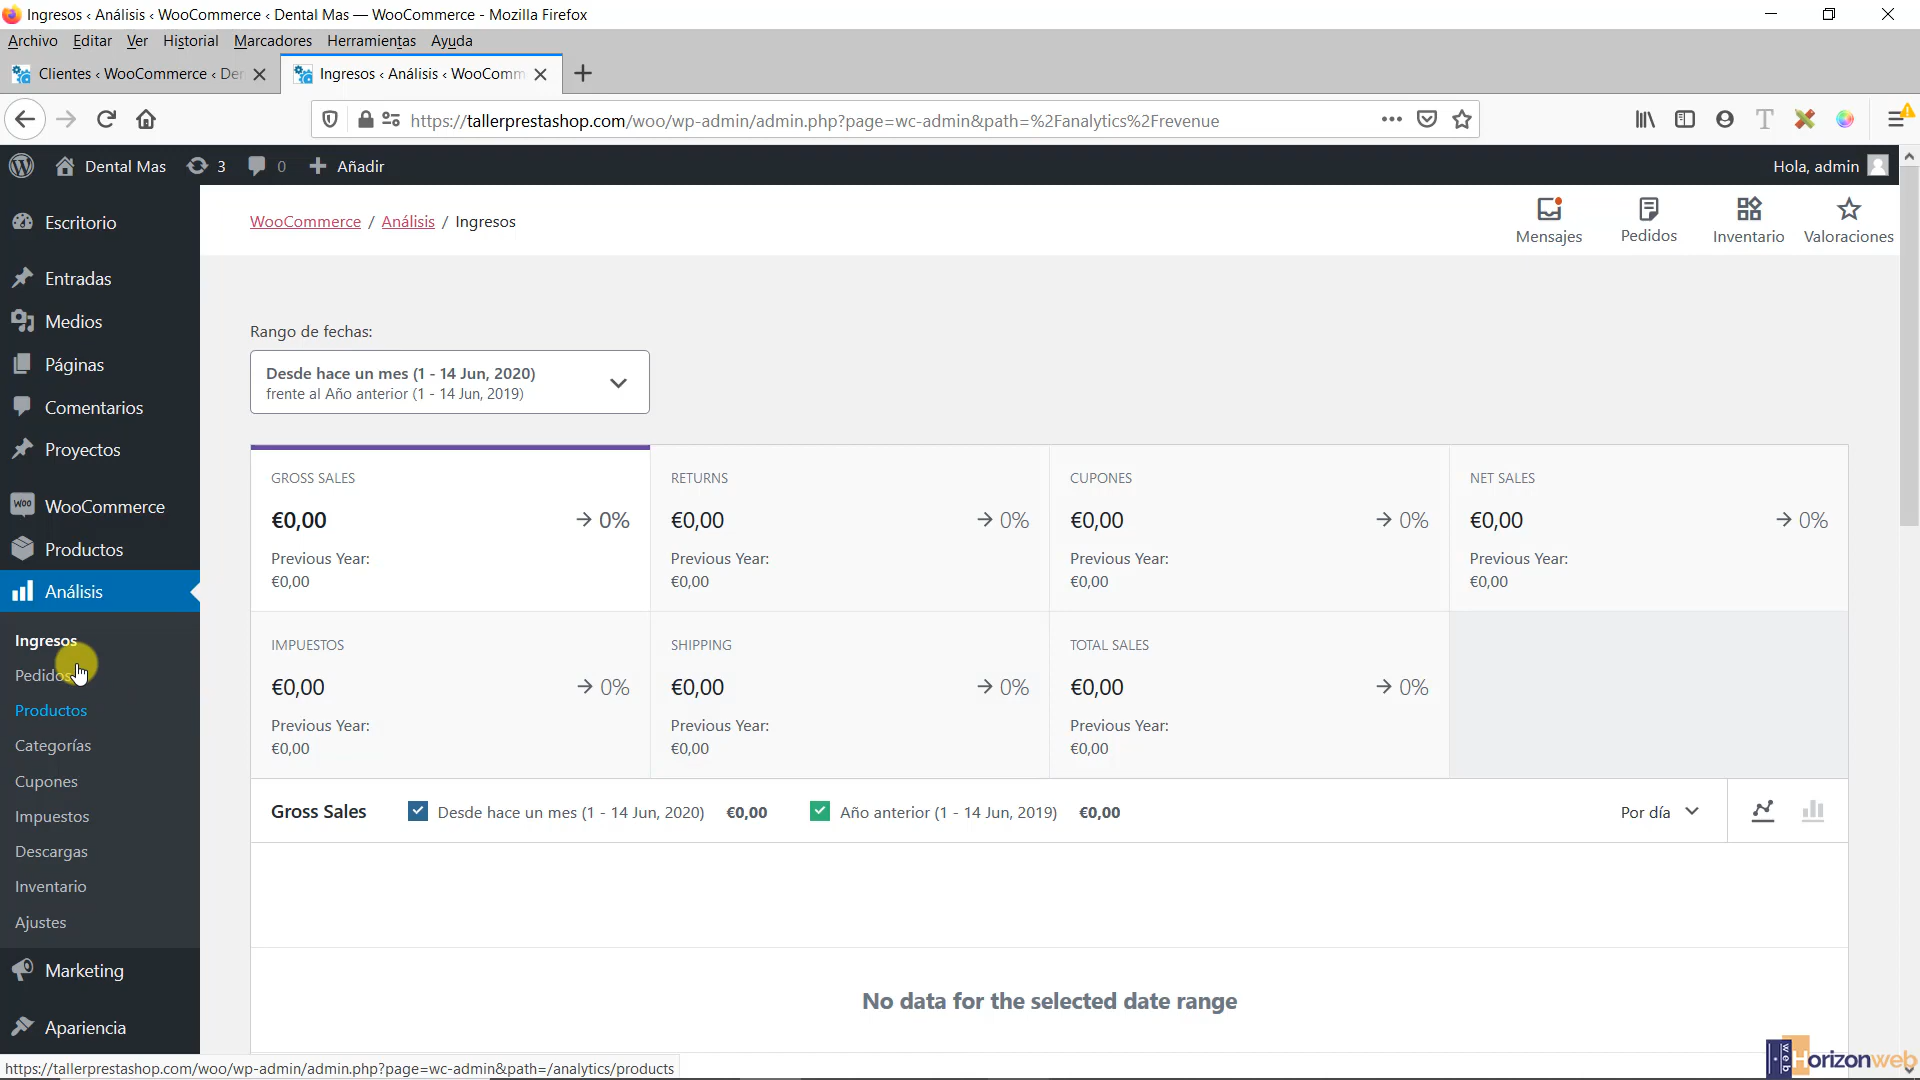 Ingresos ‹ Análisis ‹ WooCommerce ‹ Dental Mas — WooCommerce - Mozilla Firefox
Archivo Editar Ver Historial Marcadores Herramientas Ayuda
Clientes ‹ WooCommerce ‹ De
Ingresos ‹ Análisis ‹ WooComm
https://tallerprestashop.com/woo/wp-admin/admin.php?page=wc-admin&path=%2Fanalytics%2Frevenue
Dental Mas 3 0 Añadir Hola, admin
Escritorio
Entradas
Medios
Páginas
Comentarios
Proyectos
WOO WooCommerce
Productos
Análisis
Ingresos
Pedidos
Productos
Categorías
Cupones
Impuestos
Descargas
Inventario
Ajustes
Marketing
Apariencia
WooCommerce / Análisis / Ingresos
Mensajes Pedidos Inventario Valoraciones
Rango de fechas:
Desde hace un mes (1 - 14 Jun, 2020)
frente al Año anterior (1 - 14 Jun, 2019)
GROSS SALES
€0,00 → 0%
Previous Year:
€0,00
RETURNS
€0,00 → 0%
Previous Year:
€0,00
CUPONES
€0,00 → 0%
Previous Year:
€0,00
NET SALES
€0,00 → 0%
Previous Year:
€0,00
IMPUESTOS
€0,00 → 0%
Previous Year:
€0,00
SHIPPING
€0,00 → 0%
Previous Year:
€0,00
TOTAL SALES
€0,00 → 0%
Previous Year:
€0,00
Gross Sales Desde hace un mes (1 - 14 Jun, 2020) €0,00 Año anterior (1 - 14 Jun, 2019) €0,00 Por día
No data for the selected date range
https://tallerprestashop.com/woo/wp-admin/admin.php?page=wc-admin&path=/analytics/products
web Horizonweb